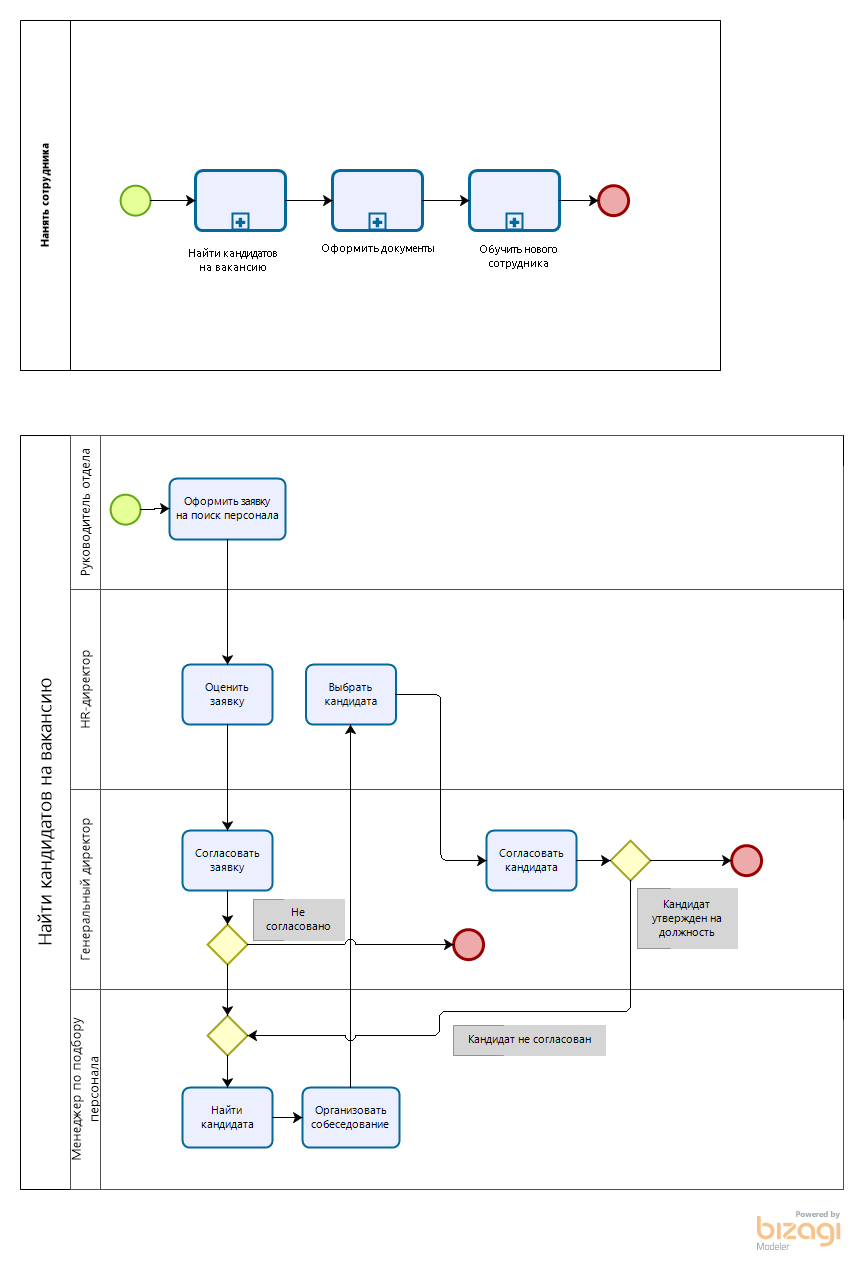 Нанять сотрудника
Найти кандидатов
на вакансию
Оформить документы
Обучить нового
сотрудника
Найти кандидатов на вакансию
Руководитель отдела
Оформить заявку
на поиск персонала
HR-директор
Оценить
заявку
Выбрать
кандидата
Генеральный директор
Согласовать
заявку
Согласовать
кандидата
Не
согласовано
Кандидат
утвержден на
должность
Менеджер по подбору
персонала
Кандидат не согласован
Найти
кандидата
Организовать
собеседование
Powered by
bizagi
Modeler